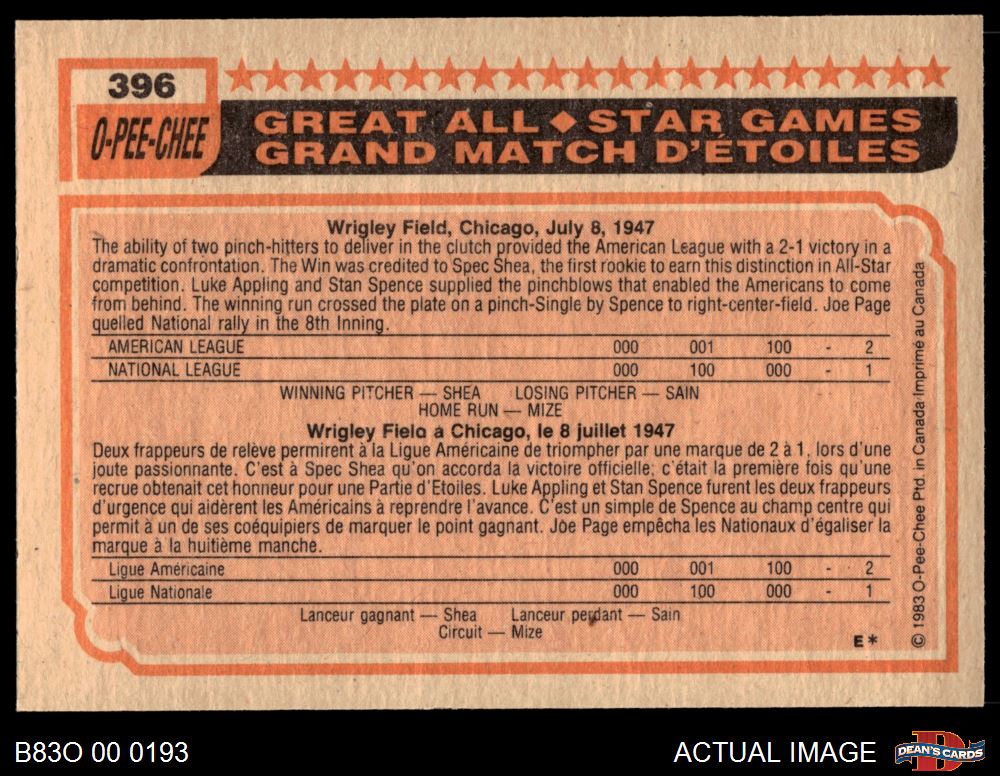 396
O-PEE-CHEE
GREAT ALL♦STAR GAMES
GRAND MATCH D'ÉTOILES
Wrigley Field, Chicago, July 8, 1947
The ability of two pinch-hitters to deliver in the clutch provided the American League with a 2-1 victory in a
dramatic confrontation. The Win was credited to Spec Shea, the first rookie to earn this distinction in All-Star
competition. Luke Appling and Stan Spence supplied the pinchblows that enabled the Americans to come
from behind. The winning run crossed the plate on a pinch-Single by Spence to right-center-field. Joe Page
quelled National rally in the 8th Inning.
AMERICAN LEAGUE 000 001 100 - 2
NATIONAL LEAGUE 000 100 000 - 1
WINNING PITCHER — SHEA LOSING PITCHER — SAIN
HOME RUN — MIZE
Wrigley Field a Chicago, le 8 juillet 1947
Deux frappeurs de relève permirent à la Ligue Américaine de triompher par une marque de 2 à 1, lors d'une
joute passionnante. C'est à Spec Shea qu'on accorda la victoire officielle; c'était la première fois qu'une
recrue obtenait cet honneur pour une Partie d'Etoiles. Luke Appling et Stan Spence furent les deux frappeurs
d'urgence qui aidèrent les Américains à reprendre l'avance. C'est un simple de Spence au champ centre qui
permit à un de ses coéquipiers de marquer le point gagnant. Joe Page empêcha les Nationaux d'égaliser la
marque à la huitième manche.
Ligue Américaine 000 001 100 - 2
Ligue Nationale 000 100 000 - 1
Lanceur gagnant — Shea Lanceur perdant — Sain
Circuit — Mize
E*
© 1983 O-Pee-Chee Ptd. in Canada Imprimé au Canada
B83O 00 0193
ACTUAL IMAGE
DEAN'S CARDS